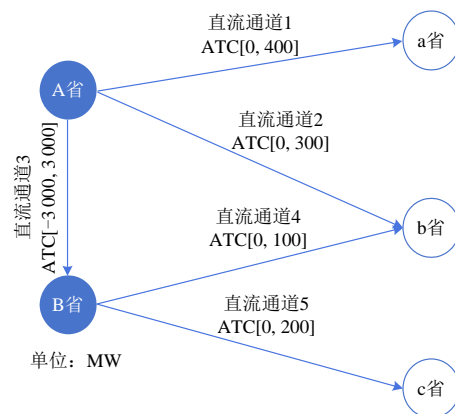 直流通道1
ATC[0, 400]
a省
A省
直流通道2
ATC[0, 300]
直流通道3
ATC[−3 000, 3 000]
直流通道4
ATC[0, 100]
b省
B省
直流通道5
ATC[0, 200]
单位：MW
c省